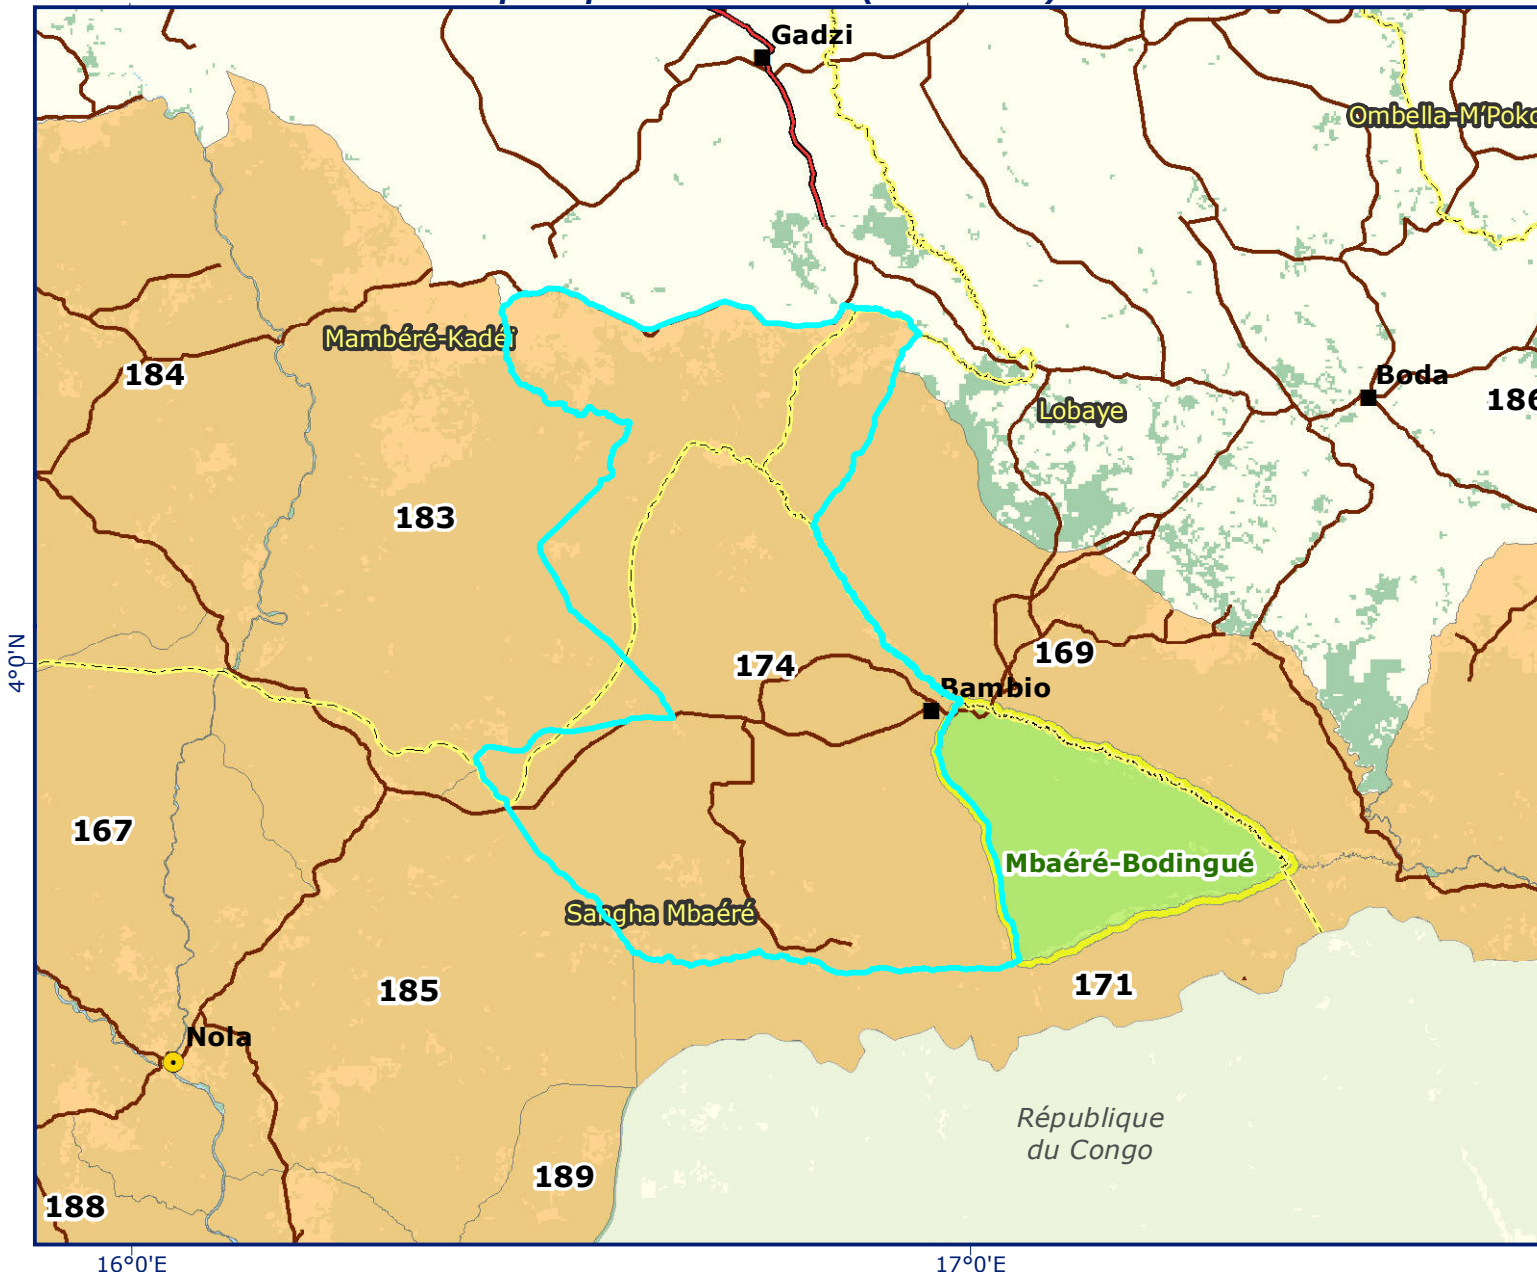 Gadzi
Ombella-M'Poko
Mambéré-Kadéï
184
Boda
186
Lobaye
183
4°0'N
174
169
Bambio
167
Mbaéré-Bodingué
Sangha Mbaéré
185
171
Nola
République
du Congo
189
188
16°0'E
17°0'E